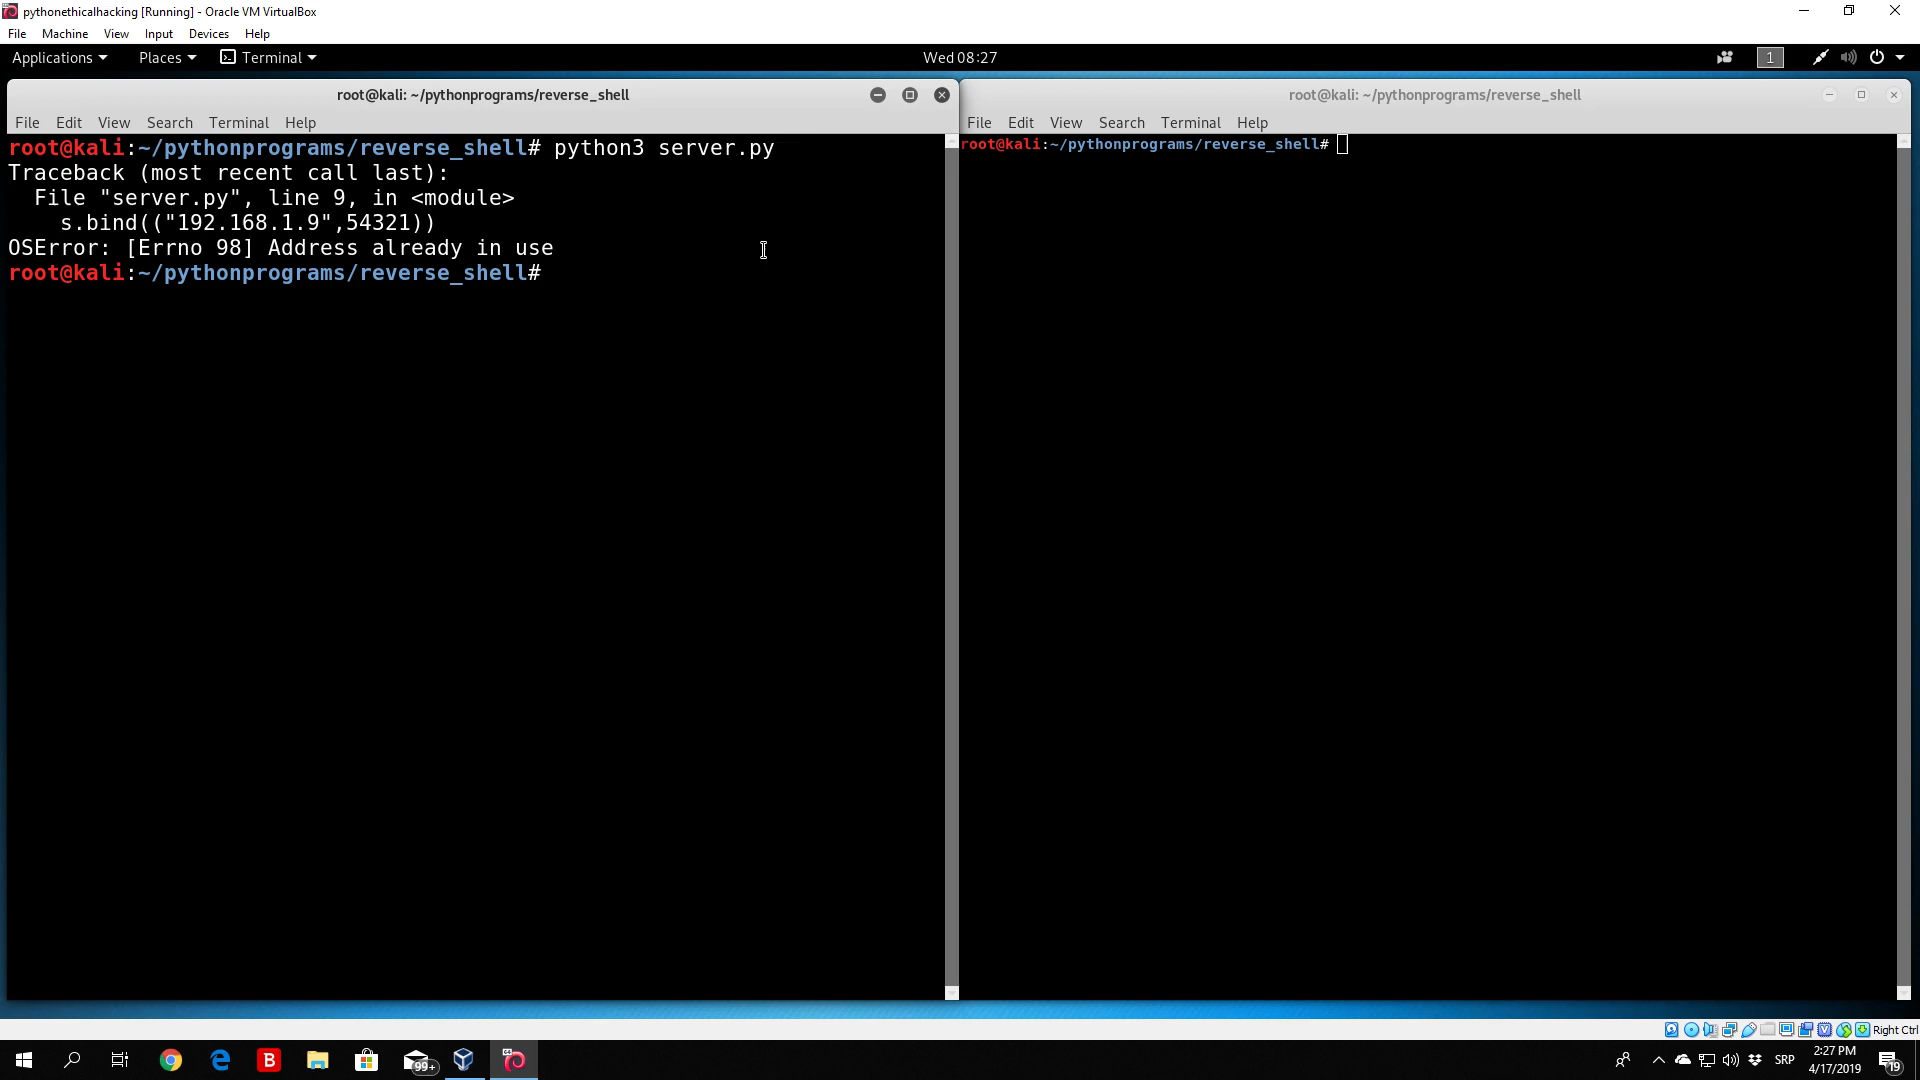 pythonethicalhacking [Running] - Oracle VM VirtualBox
File Machine View Input Devices Help
Applications Places Terminal Wed 08:27 1
root@kali: ~/pythonprograms/reverse_shell
File Edit View Search Terminal Help
root@kali:~/pythonprograms/reverse_shell# python3 server.py
Traceback (most recent call last):
File "server.py", line 9, in <module>
s.bind(("192.168.1.9",54321))
OSError: [Errno 98] Address already in use
root@kali:~/pythonprograms/reverse_shell#
root@kali: ~/pythonprograms/reverse_shell
File Edit View Search Terminal Help
root@kali:~/pythonprograms/reverse_shell#
Right Ctrl
B 99+ SRP 2:27 PM
4/17/2019 19